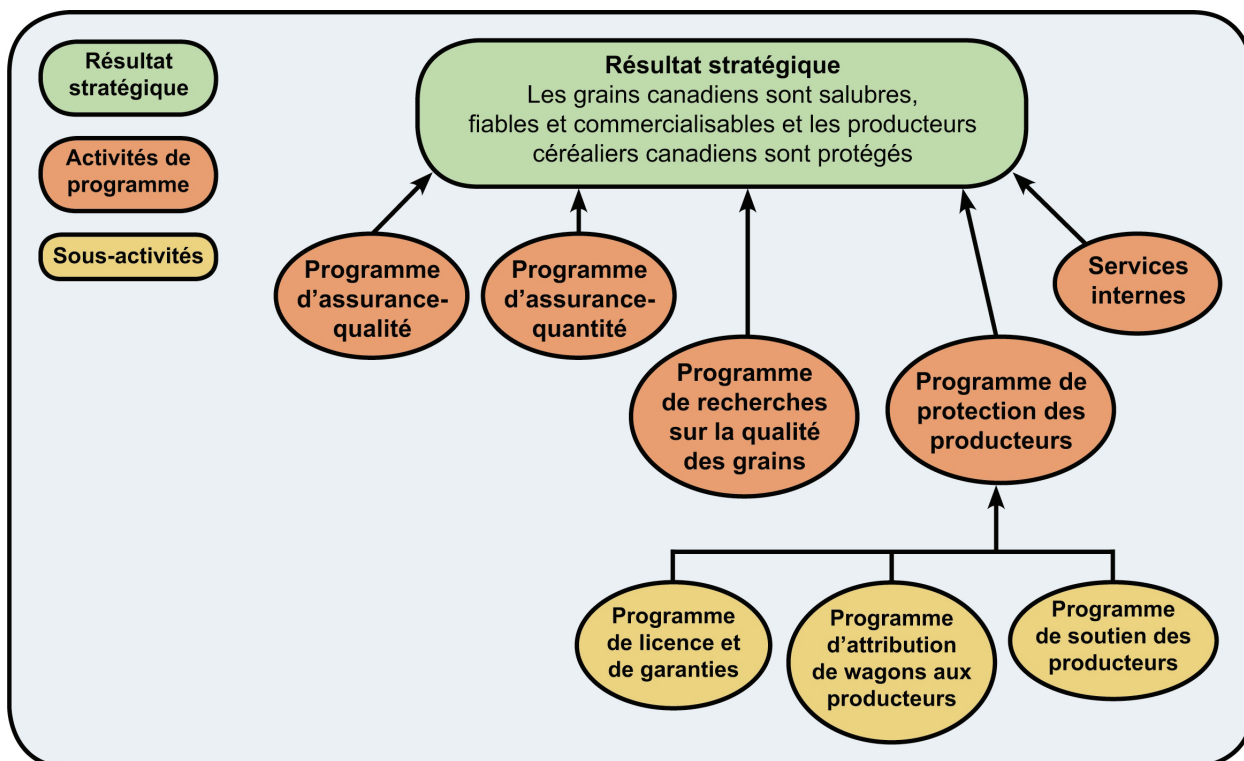 Résultat
stratégique
Activités de
programme
Sous-activités
Résultat stratégique
Les grains canadiens sont salubres,
fiables et commercialisables et les producteurs
céréaliers canadiens sont protégés
Programme
d’assurance-
qualité
Programme
d’assurance-
quantité
Programme
de recherches
sur la qualité
des grains
Programme de
protection des
producteurs
Services
internes
Programme
de licence et
de garanties
Programme
d’attribution
de wagons aux
producteurs
Programme
de soutien des
producteurs